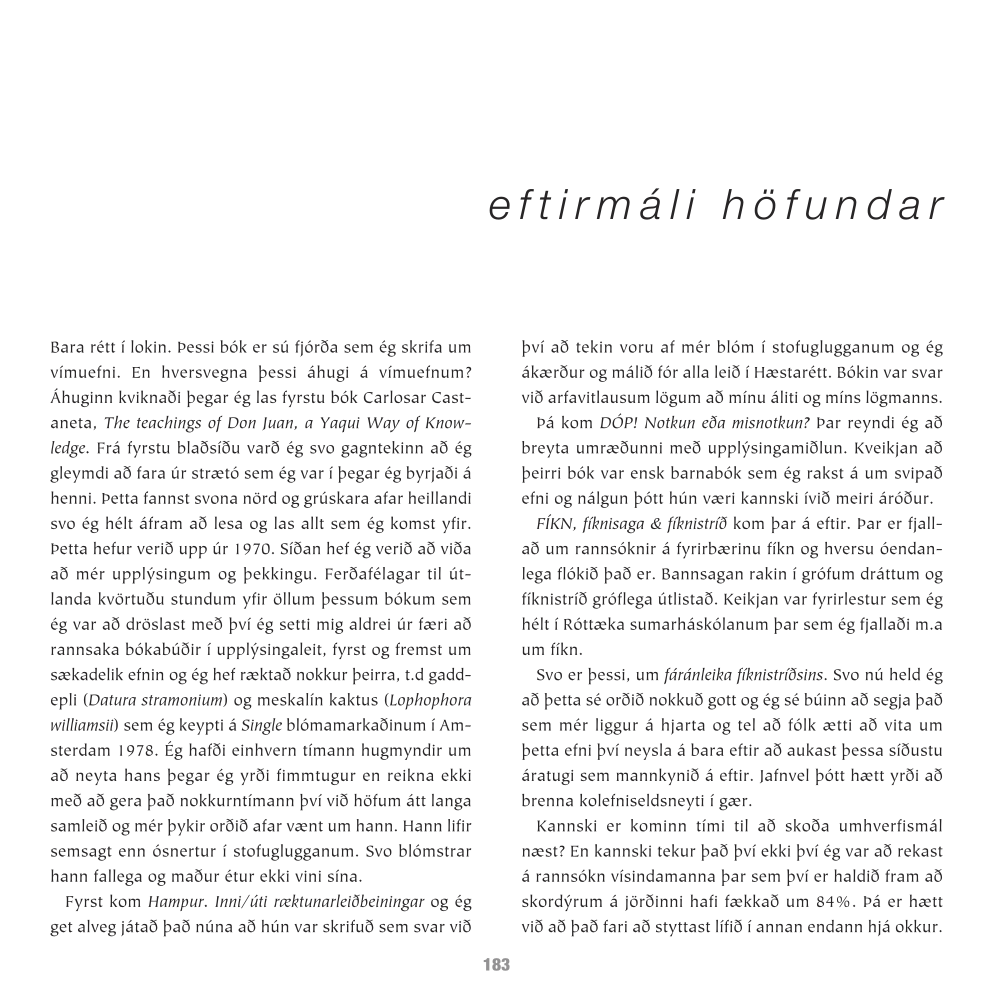 eftirmáli höfundar
Bara rétt í lokin. Þessi bók er sú fjórða sem ég skrifa um
vímuefni. En hversvegna þessi áhugi á vímuefnum?
Áhuginn kviknaði þegar ég las fyrstu bók Carlosar Cast-
aneta, The teachings of Don Juan, a Yaqui Way of Know-
ledge. Frá fyrstu blaðsíðu varð ég svo gagntekinn að ég
gleymdi að fara úr strætó sem ég var í þegar ég byrjaði á
henni. Þetta fannst svona nörd og grúskara afar heillandi
svo ég hélt áfram að lesa og las allt sem ég komst yfir.
Þetta hefur verið upp úr 1970. Síðan hef ég verið að viða
að mér upplýsingum og þekkingu. Ferðafélagar til út-
landa kvörtuðu stundum yfir öllum þessum bókum sem
ég var að dröslast með því ég setti mig aldrei úr færi að
rannsaka bókabúðir í upplýsingaleit, fyrst og fremst um
sækadelik efnin og ég hef ræktað nokkur þeirra, t.d gadd-
epli (Datura stramonium) og meskalín kaktus (Lophophora
williamsii) sem ég keypti á Single blómamarkaðinum í Am-
sterdam 1978. Ég hafði einhvern tímann hugmyndir um
að neyta hans þegar ég yrði fimmtugur en reikna ekki
með að gera það nokkurntímann því við höfum átt langa
samleið og mér þykir orðið afar vænt um hann. Hann lifir
semsagt enn ósnertur í stofuglugganum. Svo blómstrar
hann fallega og maður étur ekki vini sína.
Fyrst kom Hampur. Inni/úti ræktunarleiðbeiningar og ég
get alveg játað það núna að hún var skrifuð sem svar við
því að tekin voru af mér blóm í stofuglugganum og ég
ákærður og málið fór alla leið í Hæstarétt. Bókin var svar
við arfavitlausum lögum að mínu áliti og míns lögmanns.
Þá kom DÓP! Notkun eða misnotkun? Þar reyndi ég að
breyta umræðunni með upplýsingamiðlun. Kveikjan að
þeirri bók var ensk barnabók sem ég rakst á um svipað
efni og nálgun þótt hún væri kannski ívið meiri áróður.
FÍKN, fíknisaga & fíknistríð kom þar á eftir. Þar er fjall-
að um rannsóknir á fyrirbærinu fíkn og hversu óendan-
lega flókið það er. Bannsagan rakin í grófum dráttum og
fíknistríð gróflega útlistað. Keikjan var fyrirlestur sem ég
hélt í Róttæka sumarháskólanum þar sem ég fjallaði m.a
um fíkn.
Svo er þessi, um fáránleika fíknistríðsins. Svo nú held ég
að þetta sé orðið nokkuð gott og ég sé búinn að segja það
sem mér liggur á hjarta og tel að fólk ætti að vita um
þetta efni því neysla á bara eftir að aukast þessa síðustu
áratugi sem mannkynið á eftir. Jafnvel þótt hætt yrði að
brenna kolefniseldsneyti í gær.
Kannski er kominn tími til að skoða umhverfismál
næst? En kannski tekur það því ekki því ég var að rekast
á rannsókn vísindamanna þar sem því er haldið fram að
skordýrum á jörðinni hafi fækkað um 84%. Þá er hætt
við að það fari að styttast lífið í annan endann hjá okkur.
183